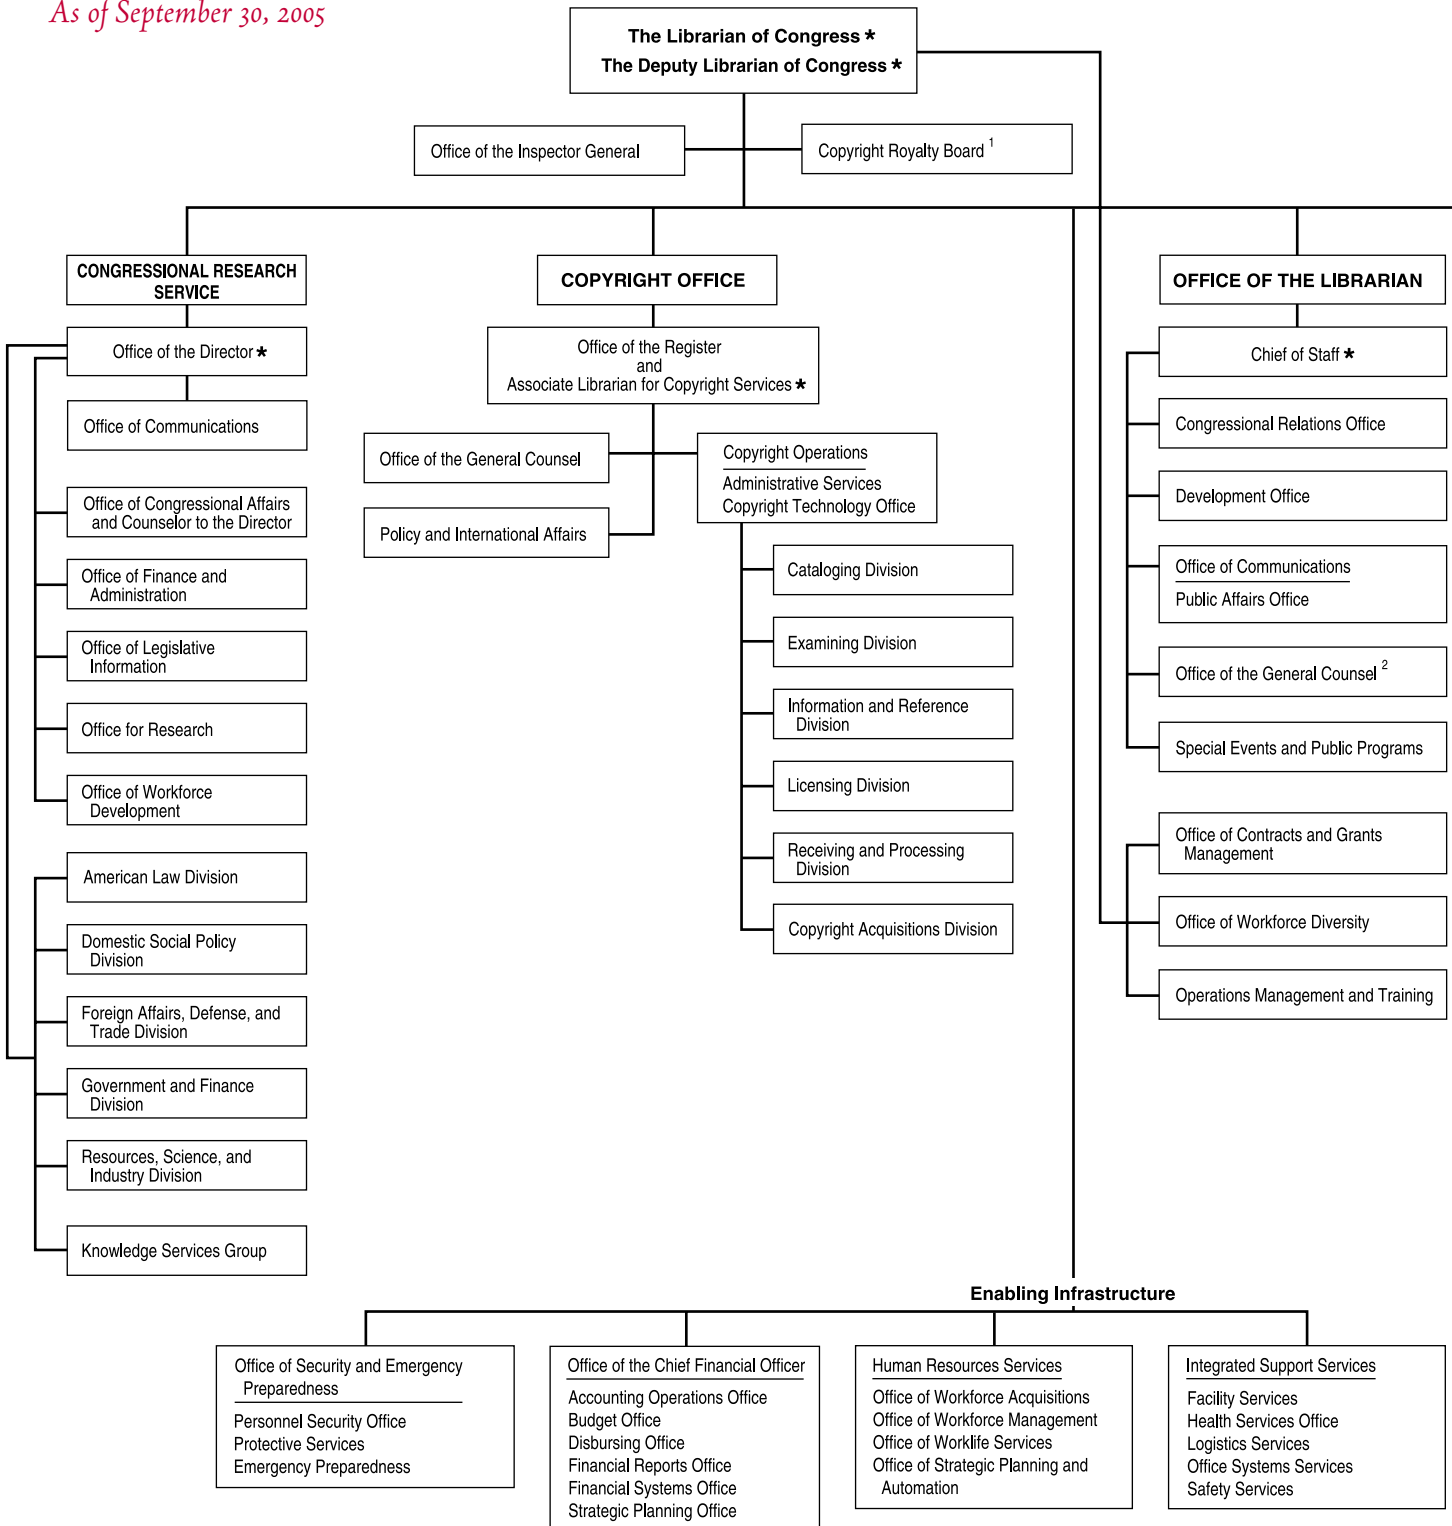 As of September 30, 2005
The Librarian of Congress *
The Deputy Librarian of Congress *
Office of the Inspector General
Copyright Royalty Board 1
CONGRESSIONAL RESEARCH
SERVICE
Office of the Director *
Office of Communications
Office of Congressional Affairs
and Counselor to the Director
Office of Finance and
Administration
Office of Legislative
Information
Office for Research
Office of Workforce
Development
American Law Division
Domestic Social Policy
Division
Foreign Affairs, Defense, and
Trade Division
Government and Finance
Division
Resources, Science, and
Industry Division
Knowledge Services Group
COPYRIGHT OFFICE
Office of the Register
and
Associate Librarian for Copyright Services *
Office of the General Counsel
Policy and International Affairs
Copyright Operations
Administrative Services
Copyright Technology Office
Cataloging Division
Examining Division
Information and Reference
Division
Licensing Division
Receiving and Processing
Division
Copyright Acquisitions Division
OFFICE OF THE LIBRARIAN
Chief of Staff *
Congressional Relations Office
Development Office
Office of Communications
Public Affairs Office
Office of the General Counsel 2
Special Events and Public Programs
Office of Contracts and Grants
Management
Office of Workforce Diversity
Operations Management and Training
Enabling Infrastructure
Office of Security and Emergency
Preparedness
Personnel Security Office
Protective Services
Emergency Preparedness
Office of the Chief Financial Officer
Accounting Operations Office
Budget Office
Disbursing Office
Financial Reports Office
Financial Systems Office
Strategic Planning Office
Human Resources Services
Office of Workforce Acquisitions
Office of Workforce Management
Office of Worklife Services
Office of Strategic Planning and
Automation
Integrated Support Services
Facility Services
Health Services Office
Logistics Services
Office Systems Services
Safety Services